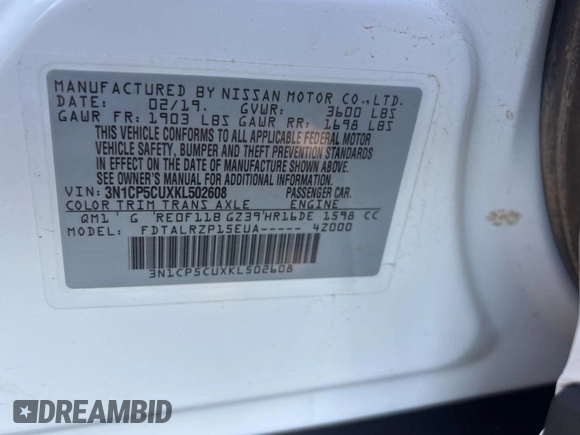 MANUFACTURED BY NISSAN MOTOR CO.,LTD.
DATE: 02/19. GVWR: 3600 LBS
GAWR FR: 1903 LBS GAWR RR: 1698 LBS
THIS VEHICLE CONFORMS TO ALL APPLICABLE FEDERAL MOTOR
VEHICLE SAFETY, BUMPER AND THEFT PREVENTION STANDARDS
IN EFFECT ON THE DATE OF MANUFACTURE SHOWN ABOVE.
SEE OWNER'S MANUAL FOR ADDITIONAL INFORMATION.
VIN: 3N1CP5CUXKL502608 PASSENGER CAR.
COLOR TRIM TRANS AXLE ENGINE
QM1 G RE0F11B GZ39 HR16DE 1598 CC
MODEL: FDTALRZP15EUA----- 4Z000
3N1CP5CUXKL502608
DREAMBID